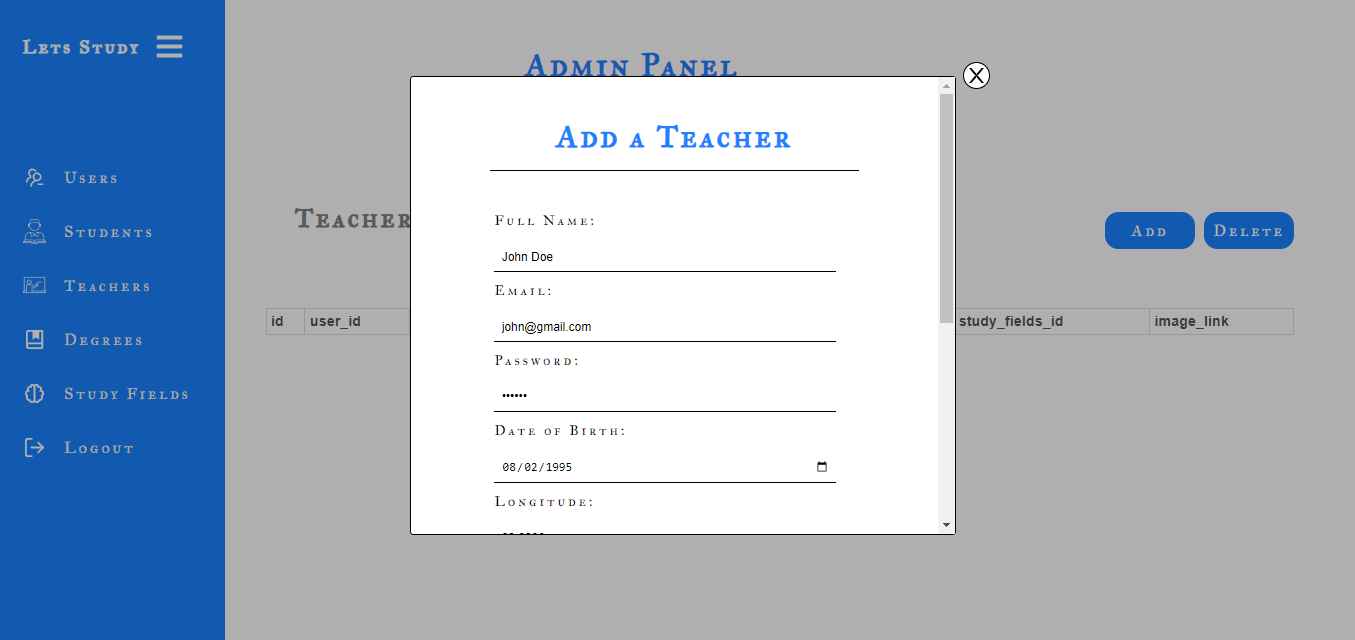 Lets Study
Users
Students
Teachers
Degrees
Study Fields
Logout
Admin Panel
Teacher
Add
Delete
id user_id study_fields_id image_link
X
Add a Teacher
Full Name:
John Doe
Email:
john@gmail.com
Password:
••••••
Date of Birth:
08/02/1995
Longitude: